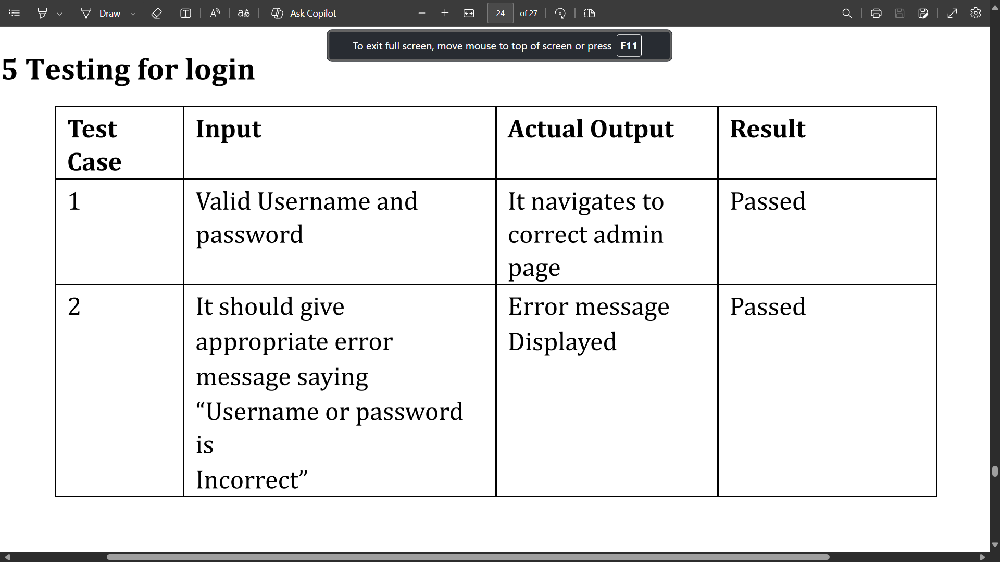 Draw
aあ
Ask Copilot
24
of 27
To exit full screen, move mouse to top of screen or press F11
5 Testing for login
Test Case
Input
Actual Output
Result
1
Valid Username and
password
It navigates to
correct admin
page
Passed
2
It should give
appropriate error
message saying
“Username or password
is
Incorrect”
Error message
Displayed
Passed